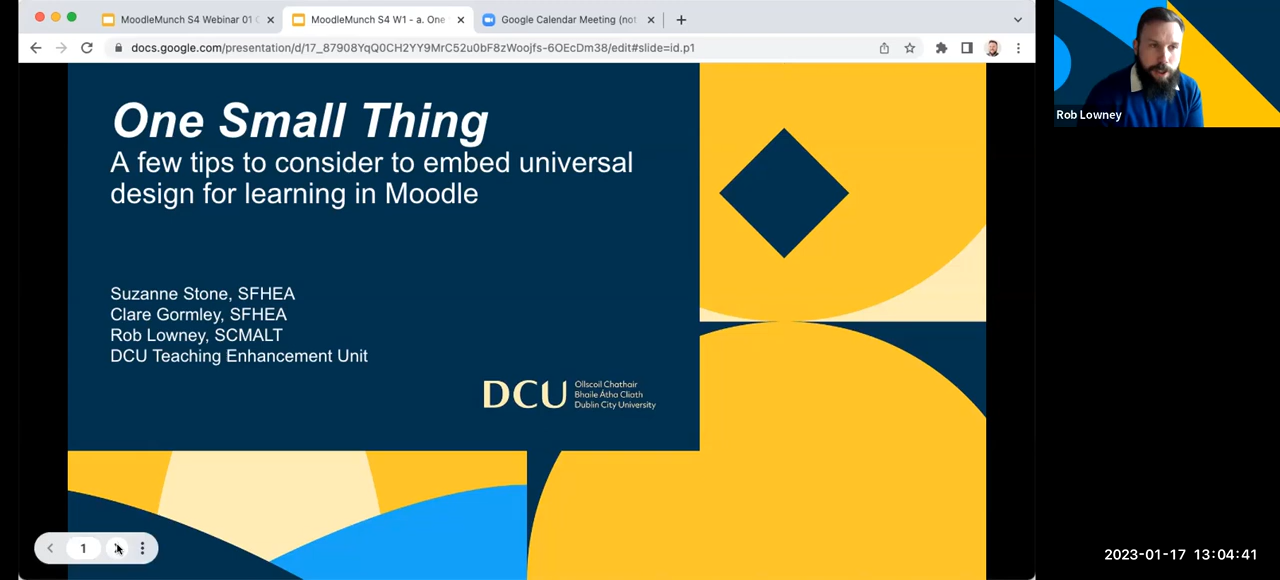 MoodleMunch S4 Webinar 01
MoodleMunch S4 W1 - a. One
Google Calendar Meeting (not
docs.google.com/presentation/d/17_87908YqQ0CH2YY9MrC52u0bF8zWoojfs-6OEcDm38/edit#slide=id.p1
One Small Thing
A few tips to consider to embed universal
design for learning in Moodle
Suzanne Stone, SFHEA
Clare Gormley, SFHEA
Rob Lowney, SCMALT
DCU Teaching Enhancement Unit
DCU
Ollscoil Chathair
Bhaile Átha Cliath
Dublin City University
1
Rob Lowney
2023-01-17 13:04:41